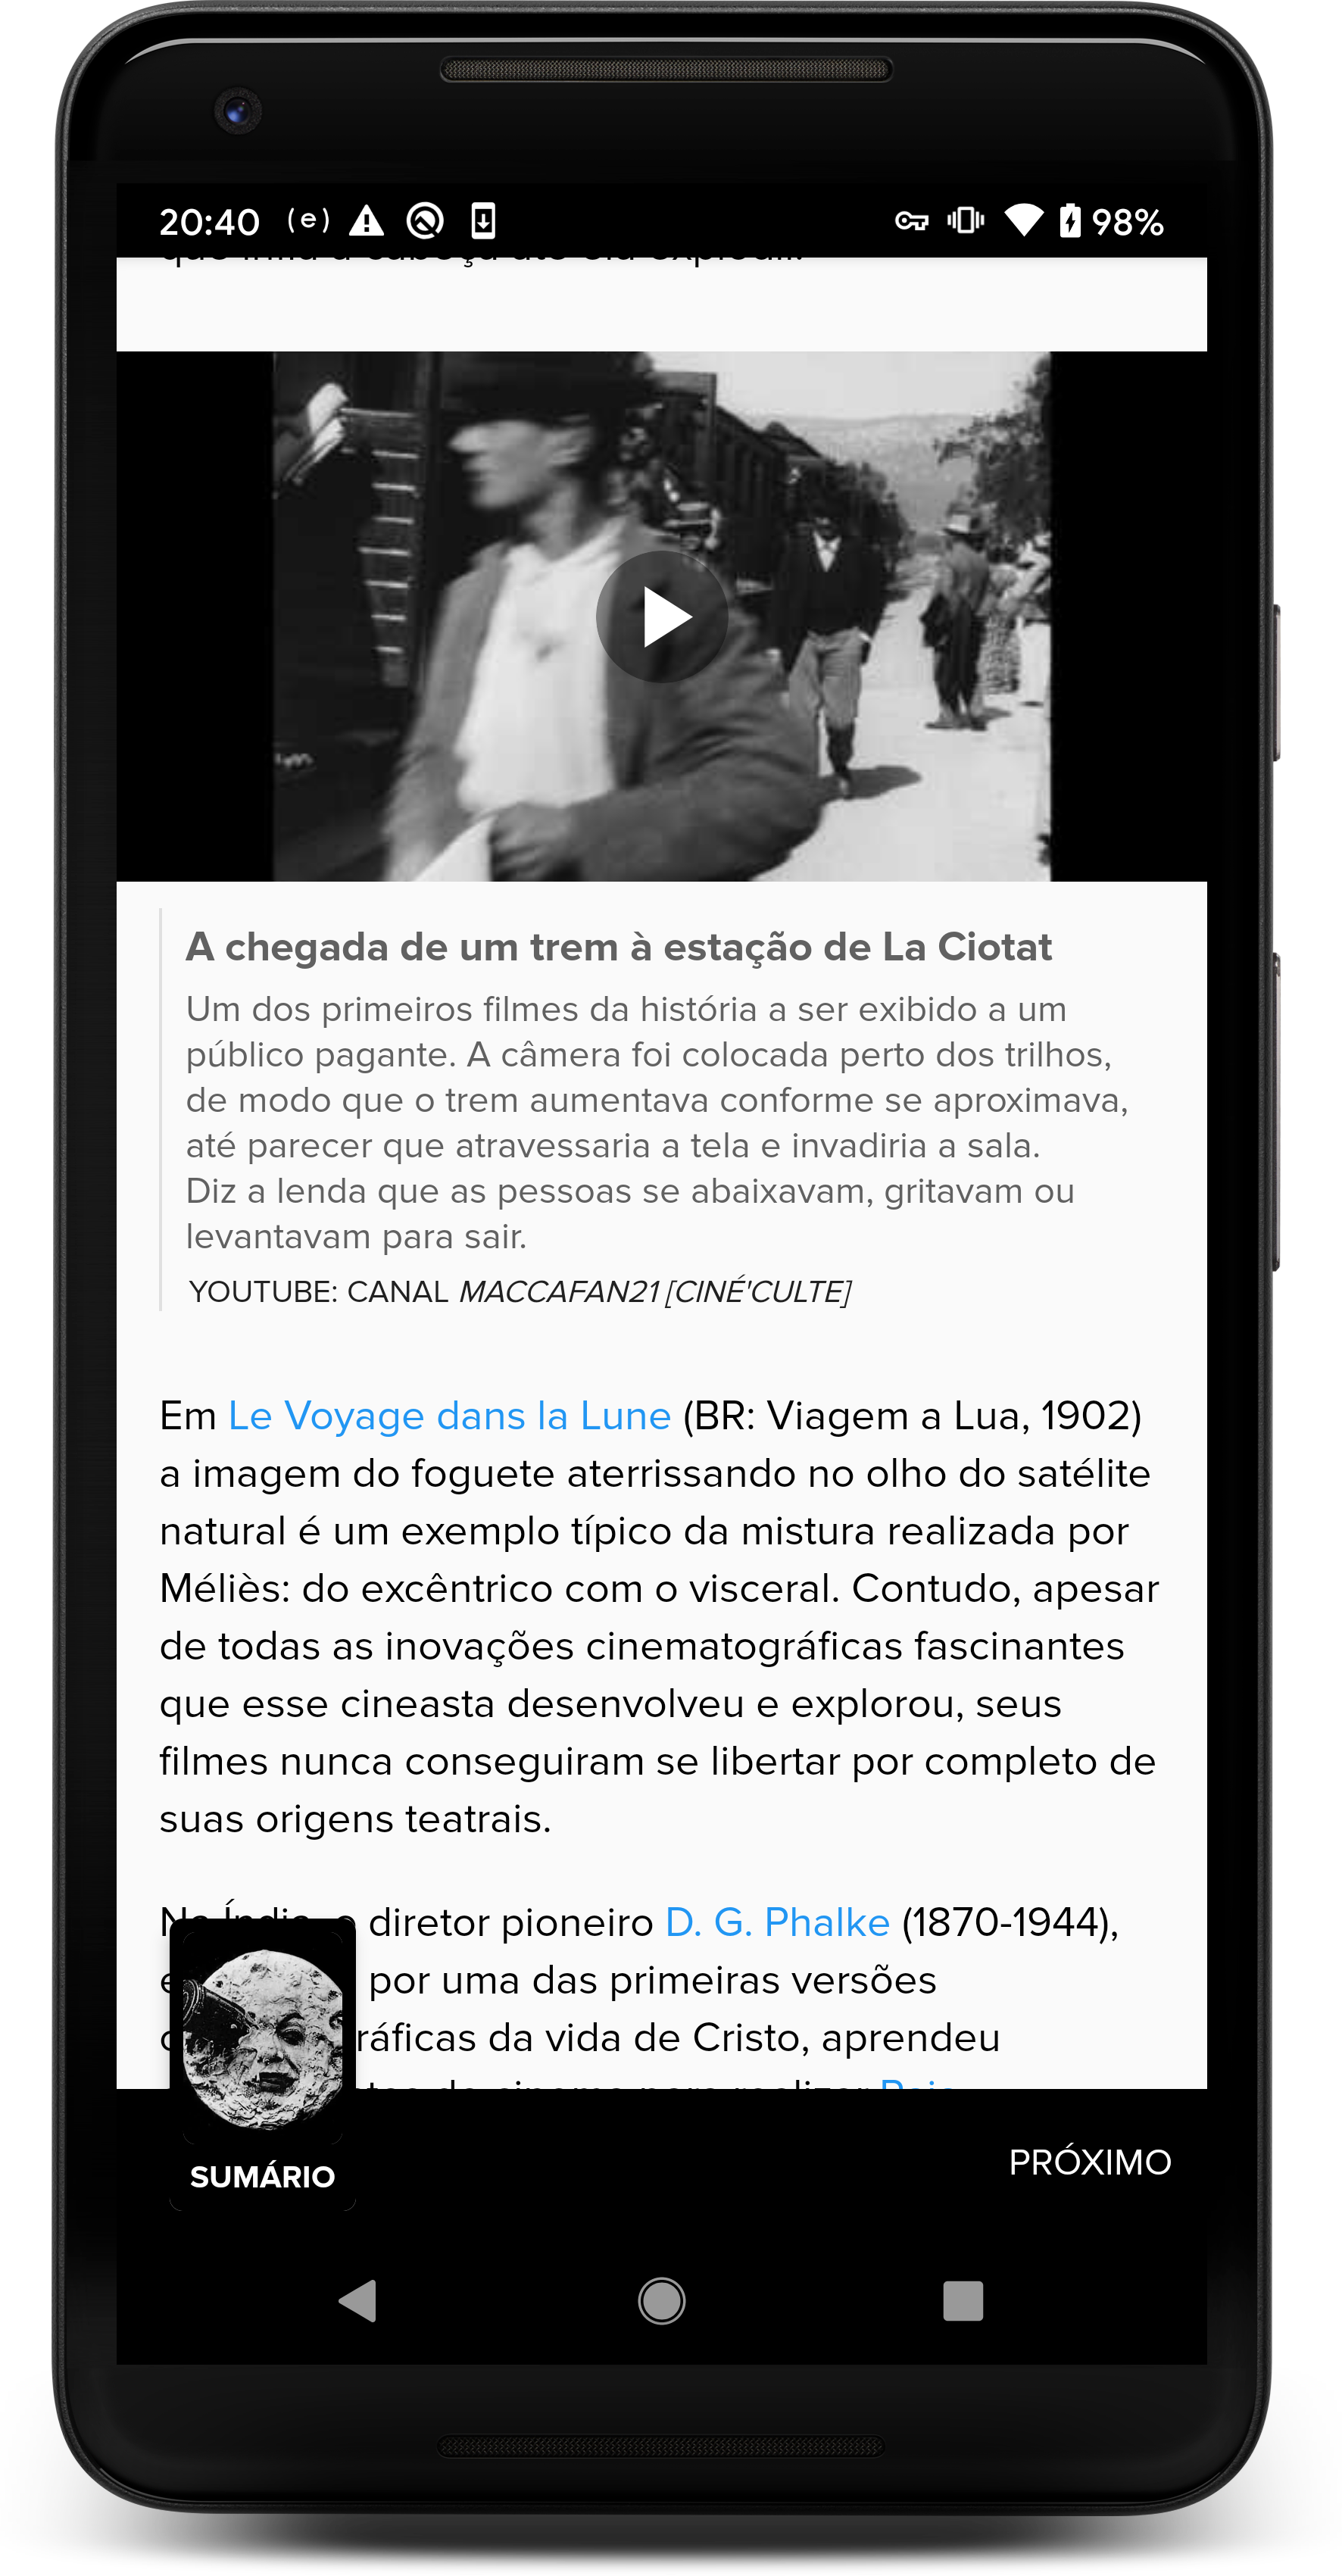 20:40 (e) 98%
A chegada de um trem à estação de La Ciotat
Um dos primeiros filmes da história a ser exibido a um
público pagante. A câmera foi colocada perto dos trilhos,
de modo que o trem aumentava conforme se aproximava,
até parecer que atravessaria a tela e invadiria a sala.
Diz a lenda que as pessoas se abaixavam, gritavam ou
levantavam para sair.
YOUTUBE: CANAL MACCAFAN21 [CINÉ'CULTE]
Em Le Voyage dans la Lune (BR: Viagem a Lua, 1902)
a imagem do foguete aterrissando no olho do satélite
natural é um exemplo típico da mistura realizada por
Méliès: do excêntrico com o visceral. Contudo, apesar
de todas as inovações cinematográficas fascinantes
que esse cineasta desenvolveu e explorou, seus
filmes nunca conseguiram se libertar por completo de
suas origens teatrais.
diretor pioneiro D. G. Phalke (1870-1944),
por uma das primeiras versões
ráficas da vida de Cristo, aprendeu
SUMÁRIO
PRÓXIMO